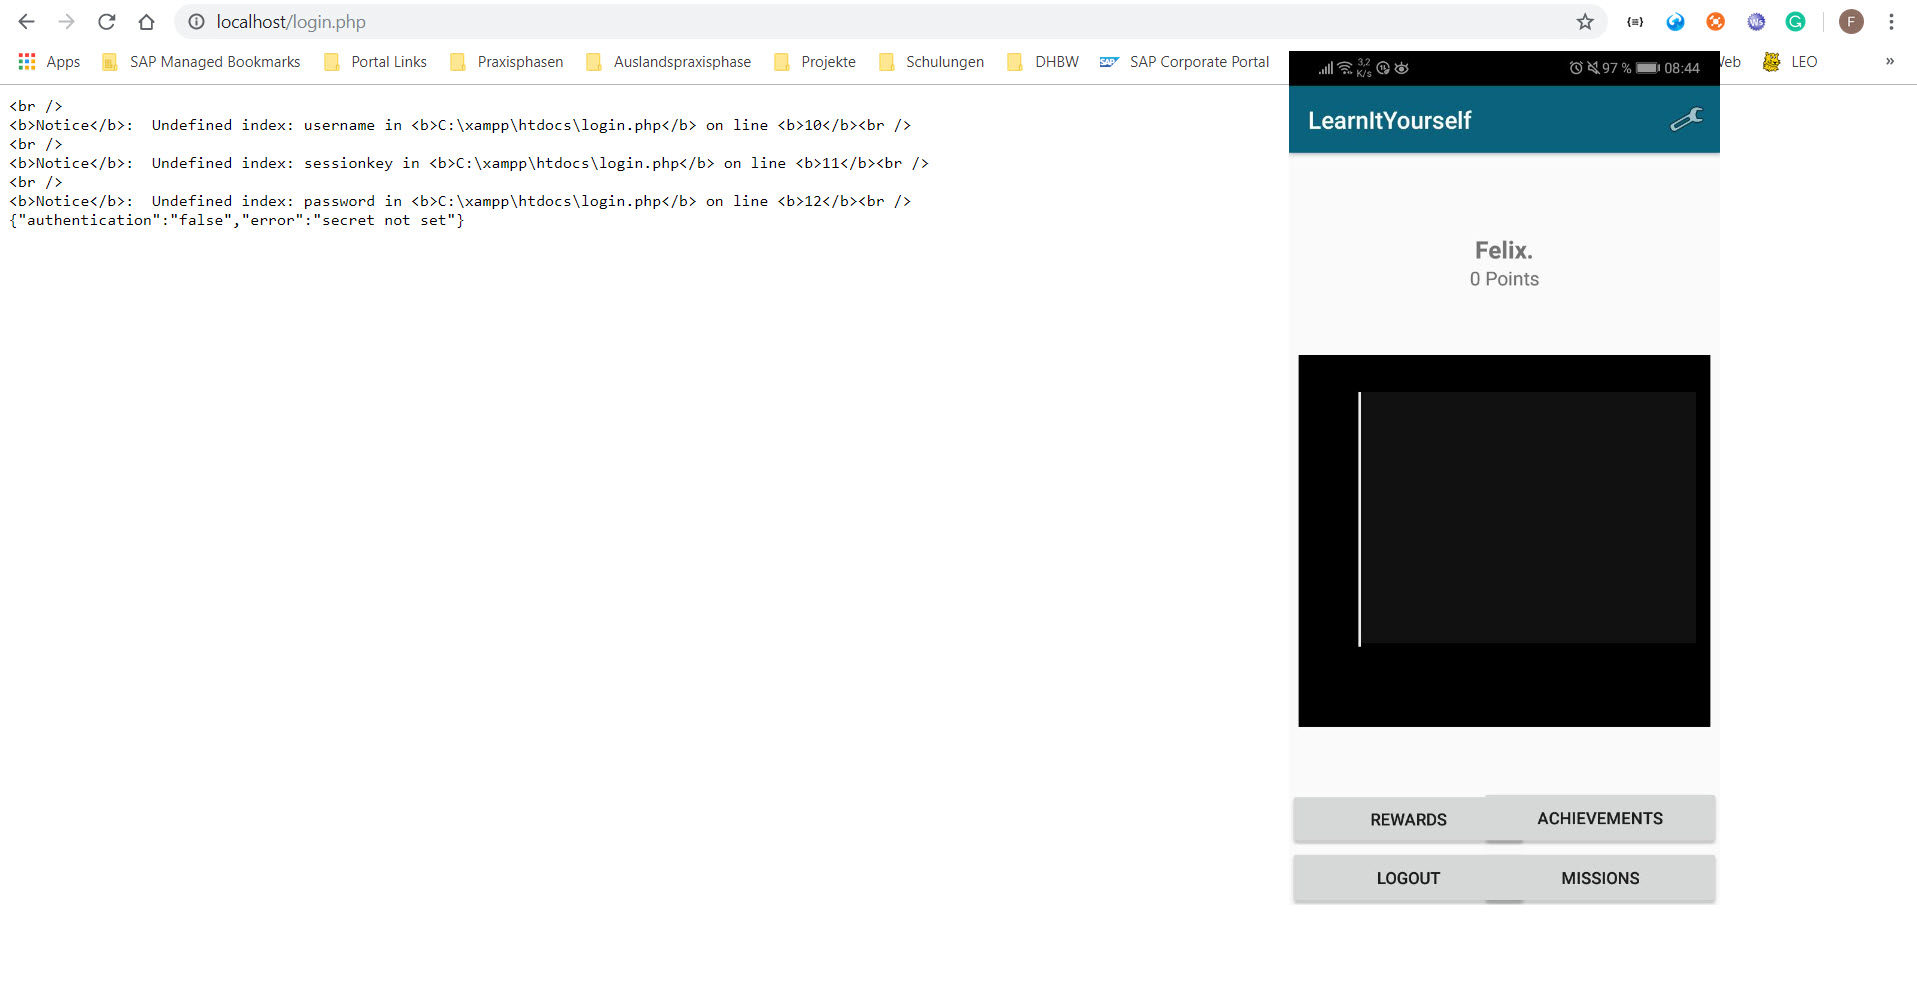 localhost/login.php
{≡}
Ws
G
F
Apps
SAP Managed Bookmarks
Portal Links
Praxisphasen
Auslandspraxisphase
Projekte
Schulungen
DHBW
SAP
SAP Corporate Portal
LEO
»
<br />
<b>Notice</b>:  Undefined index: username in <b>C:\xampp\htdocs\login.php</b> on line <b>10</b><br />
<br />
<b>Notice</b>:  Undefined index: sessionkey in <b>C:\xampp\htdocs\login.php</b> on line <b>11</b><br />
<br />
<b>Notice</b>:  Undefined index: password in <b>C:\xampp\htdocs\login.php</b> on line <b>12</b><br />
{"authentication":"false","error":"secret not set"}
3,2 K/s
97 % 08:44
LearnItYourself
Felix.
0 Points
REWARDS
ACHIEVEMENTS
LOGOUT
MISSIONS